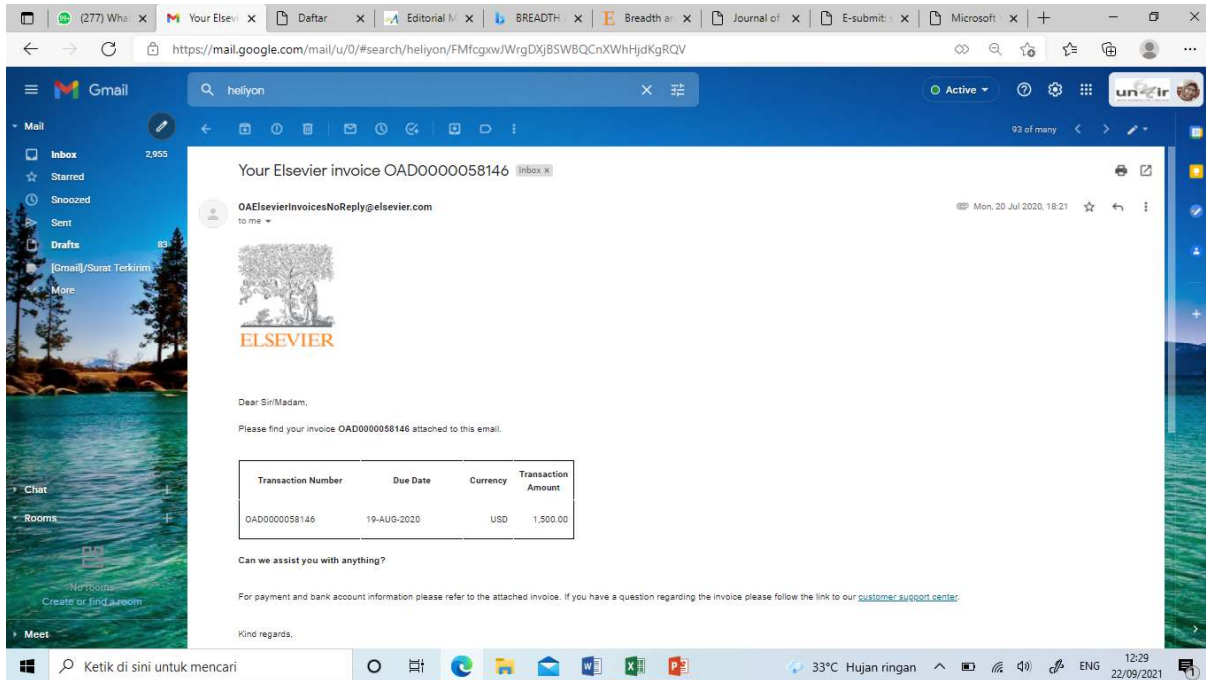 (277) Wha
Your Elsevi
Daftar
Editorial M
BREADTH
Breadth an
Journal of
E-submit:
Microsoft
https://mail.google.com/mail/u/0/#search/heliyon/FMfcgxwJWrgDXjBSWBQCnXWhHjdKgRQV
Gmail
heliyon
Active
Mail
93 of many
Inbox 2,955
Starred
Snoozed
Sent
Drafts 83
[Gmail]/Surat Terkirim
More
Your Elsevier invoice OAD0000058146 Inbox x
OAElsevierInvoicesNoReply@elsevier.com
Mon, 20 Jul 2020, 18:21
to me
ELSEVIER
Dear Sir/Madam,
Please find your invoice OAD0000058146 attached to this email.
Transaction Number Due Date Currency Transaction Amount
OAD0000058146 19-AUG-2020 USD 1,500.00
Can we assist you with anything?
For payment and bank account information please refer to the attached invoice. If you have a question regarding the invoice please follow the link to our customer support center.
Kind regards,
Chat
Rooms
No rooms
Create or find a room
Meet
Ketik di sini untuk mencari
33°C Hujan ringan
ENG
12:29
22/09/2021